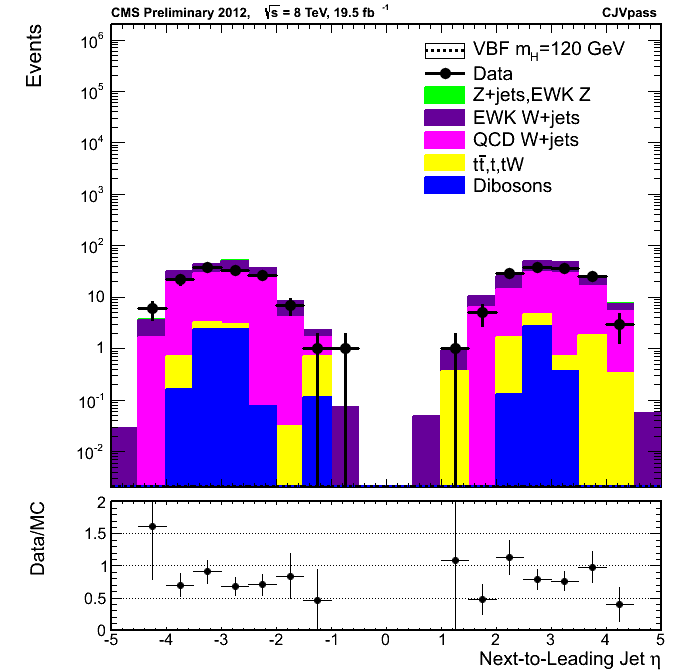 CMS Preliminary 2012, √s = 8 TeV, 19.5 fb⁻¹ CJVpass
Events
10⁶
10⁵
10⁴
10³
10²
10
1
10⁻¹
10⁻²
VBF m_H=120 GeV
Data
Z+jets,EWK Z
EWK W+jets
QCD W+jets
tt̄,t,tW
Dibosons
Data/MC
2
1.5
1
0.5
0
-5 -4 -3 -2 -1 0 1 2 3 4 5
Next-to-Leading Jet η